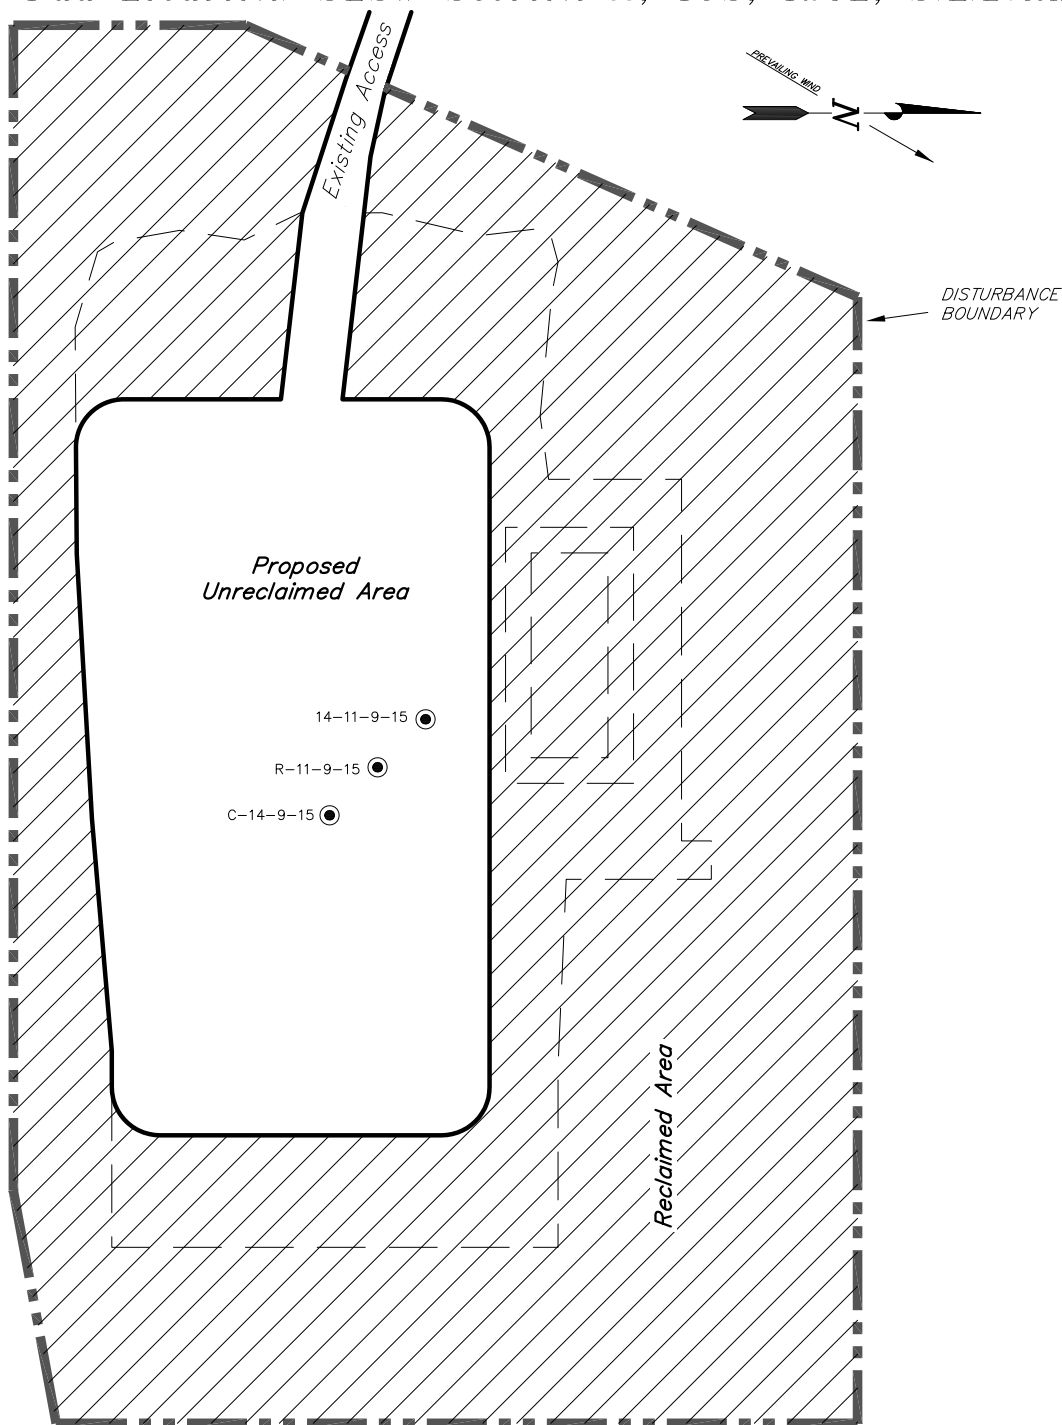 PREVAILING WIND
N
Existing Access
DISTURBANCE
BOUNDARY
Proposed
Unreclaimed Area
14-11-9-15
R-11-9-15
C-14-9-15
Reclaimed Area